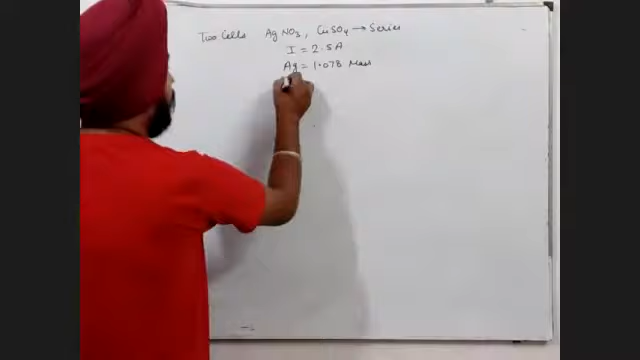 Two Cells AgNO3, CuSO4 → Series
I = 2.5A
Ag = 1.078 Mass